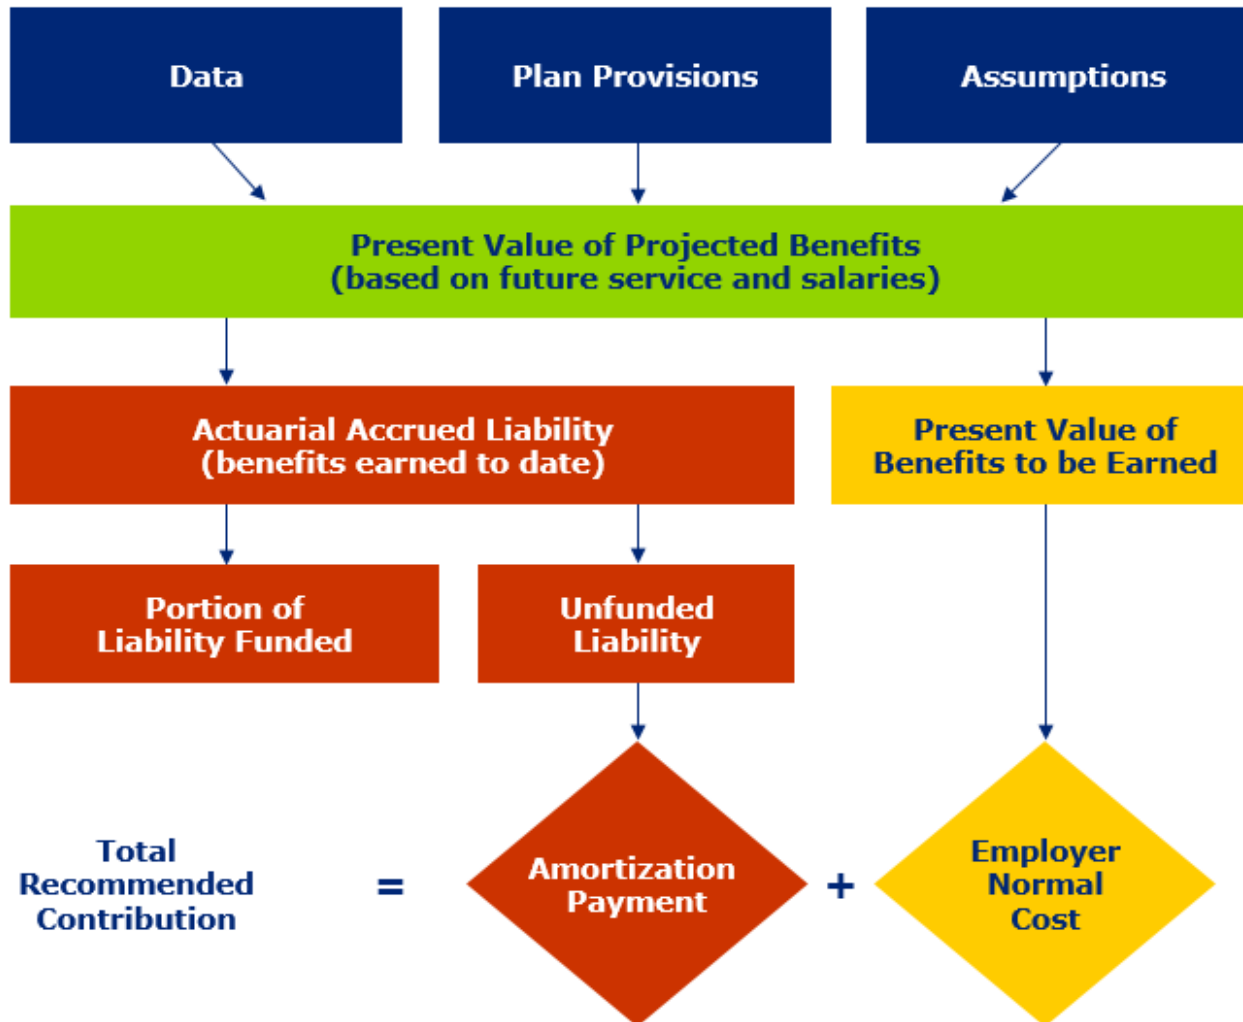 Data
Plan Provisions
Assumptions
Present Value of Projected Benefits
(based on future service and salaries)
Actuarial Accrued Liability
(benefits earned to date)
Present Value of
Benefits to be Earned
Portion of
Liability Funded
Unfunded
Liability
Total
Recommended
Contribution
=
Amortization
Payment
+
Employer
Normal
Cost